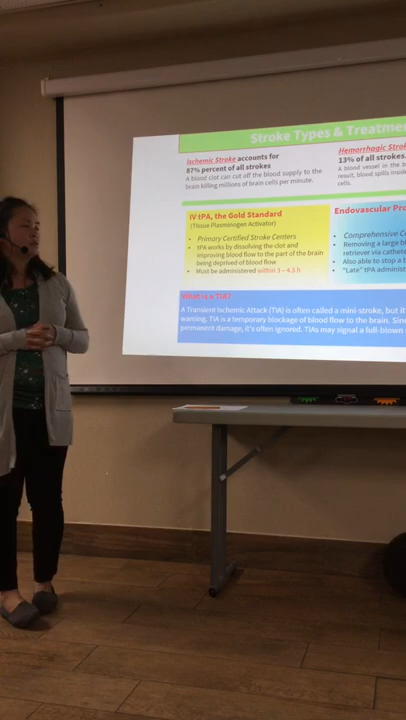 Stroke Types & Treatmen
Ischemic Stroke accounts for
87% percent of all strokes
A blood clot can cut off the blood supply to the
brain killing millions of brain cells per minute.
Hemorrhagic Strok
13% of all strokes.
A blood vessel in the b
result, blood spills insid
cells.
IV tPA, the Gold Standard
(Tissue Plasminogen Activator)
• Primary Certified Stroke Centers
• tPA works by dissolving the clot and
improving blood flow to the part of the brain
being deprived of blood flow
• Must be administered within 3 – 4.5 h
Endovascular Pro
• Comprehensive C
• Removing a large bl
retriever via cathete
• Also able to stop a b
• "Late" tPA administ
What is a TIA?
A Transient Ischemic Attack (TIA) is often called a mini-stroke, but it
warning. TIA is a temporary blockage of blood flow to the brain. Sinc
permanent damage, it's often ignored. TIAs may signal a full-blown